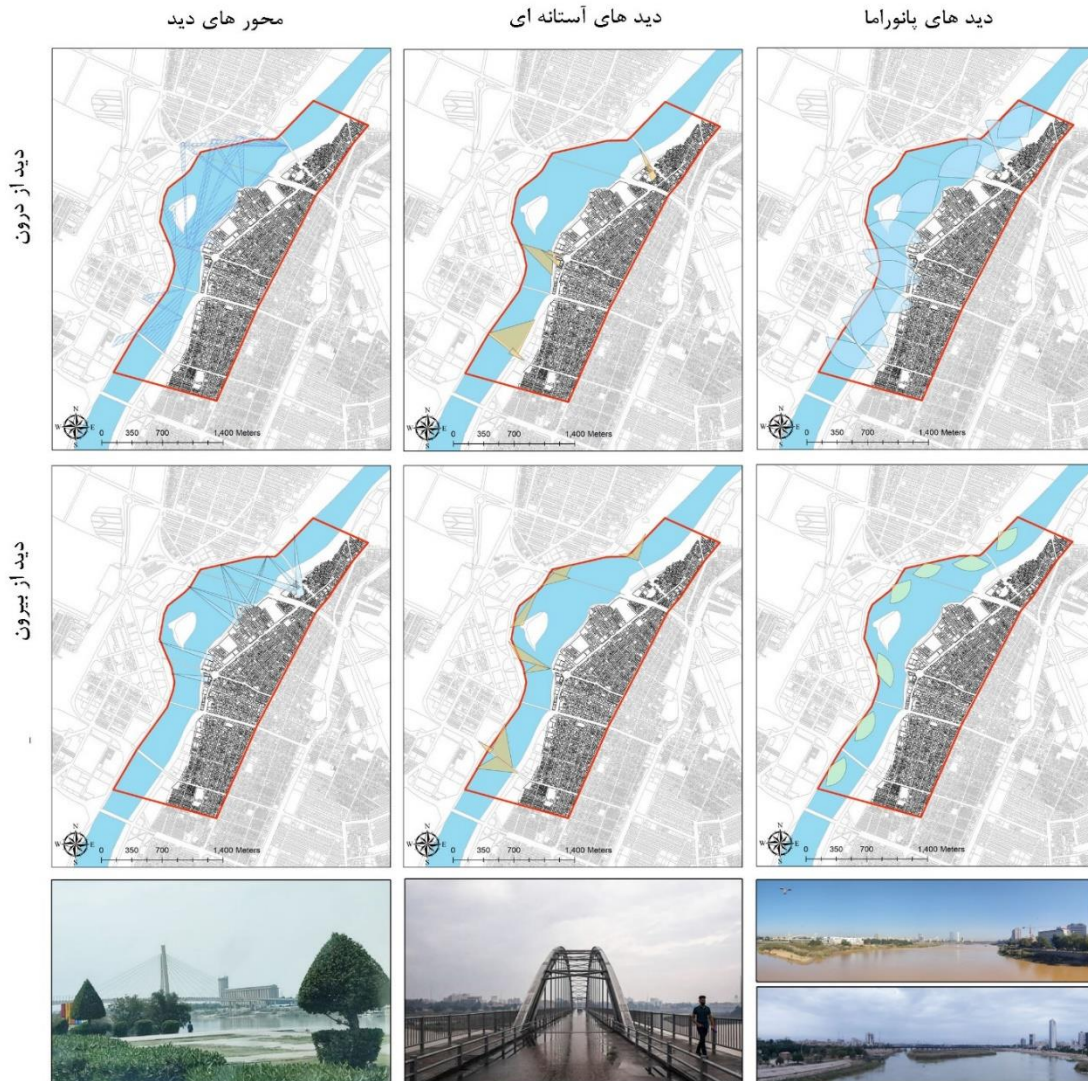 دید های پانوراما
دید های آستانه ای
محور های دید
دید از درون
N
W E
S
0 350 700 1,400 Meters
N
W E
S
0 350 700 1,400 Meters
N
W E
S
0 350 700 1,400 Meters
دید از بیرون
N
W E
S
0 350 700 1,400 Meters
N
W E
S
0 350 700 1,400 Meters
N
W E
S
0 350 700 1,400 Meters